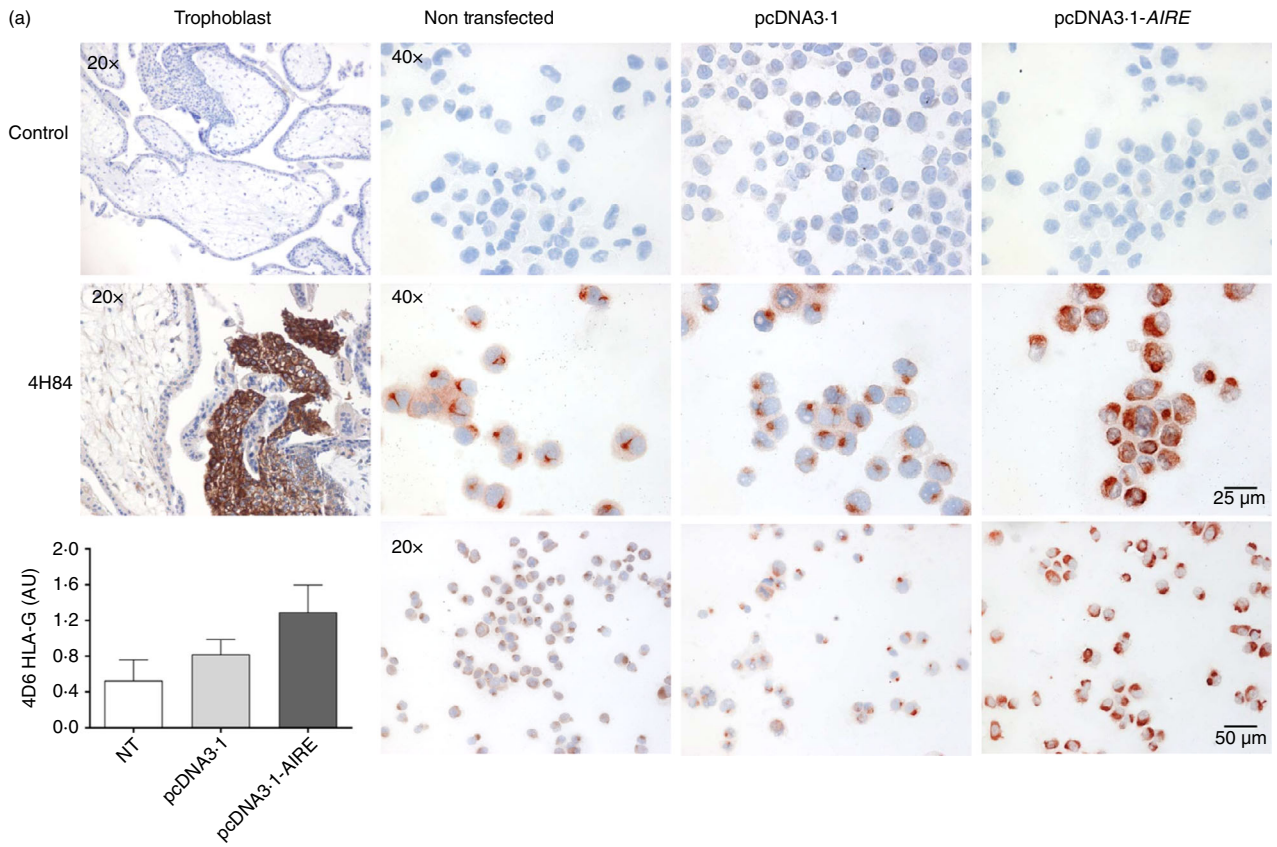 (a)
Trophoblast
Non transfected
pcDNA3·1
pcDNA3·1-AIRE
Control
20×
40×
4H84
20×
40×
25 µm
20×
50 µm
4D6 HLA-G (AU)
2·0
1·6
1·2
0·8
0·4
0·0
NT
pcDNA3·1
pcDNA3·1-AIRE